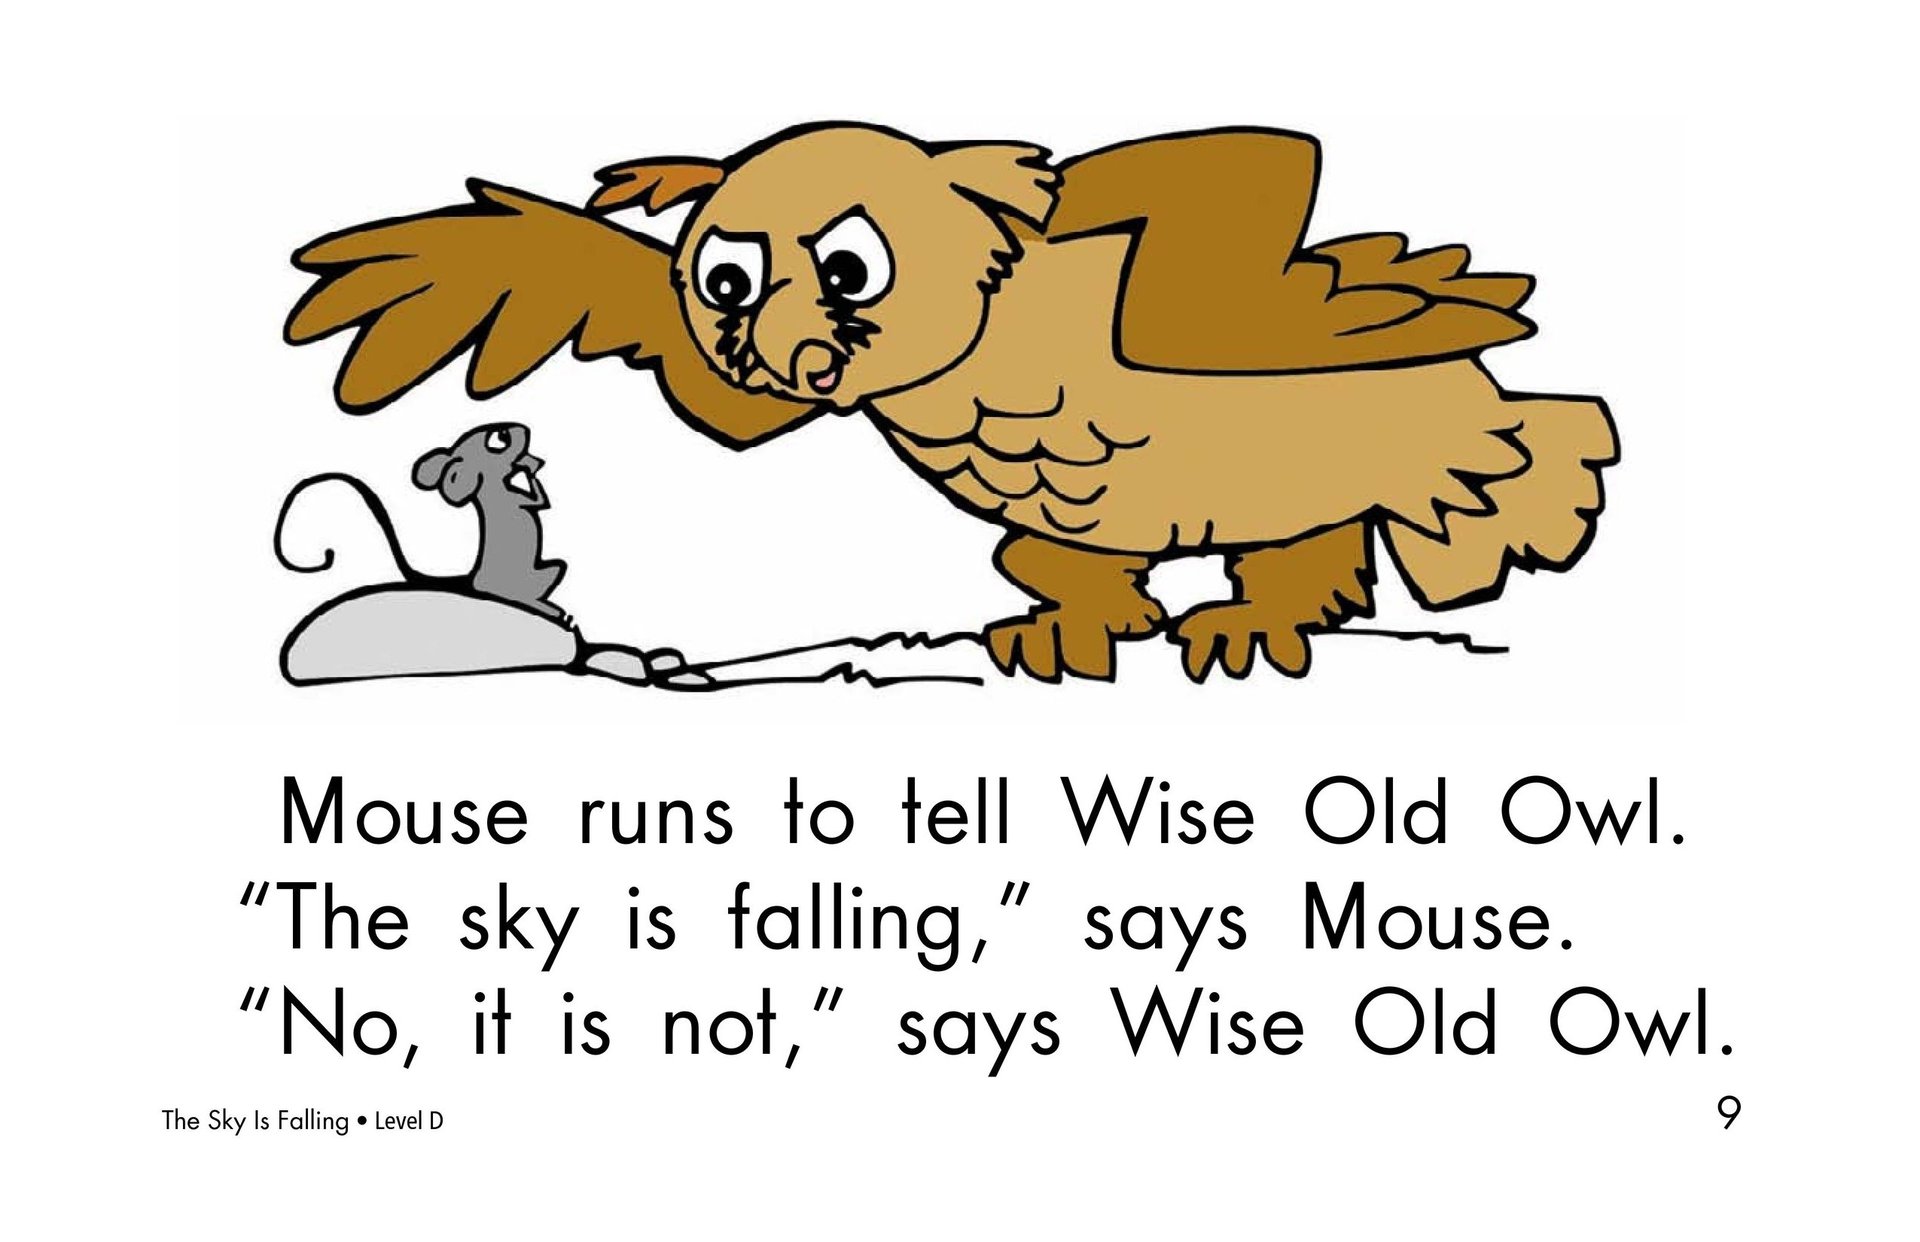 Mouse runs to tell Wise Old Owl.
“The sky is falling,” says Mouse.
“No, it is not,” says Wise Old Owl.
The Sky Is Falling • Level D
9